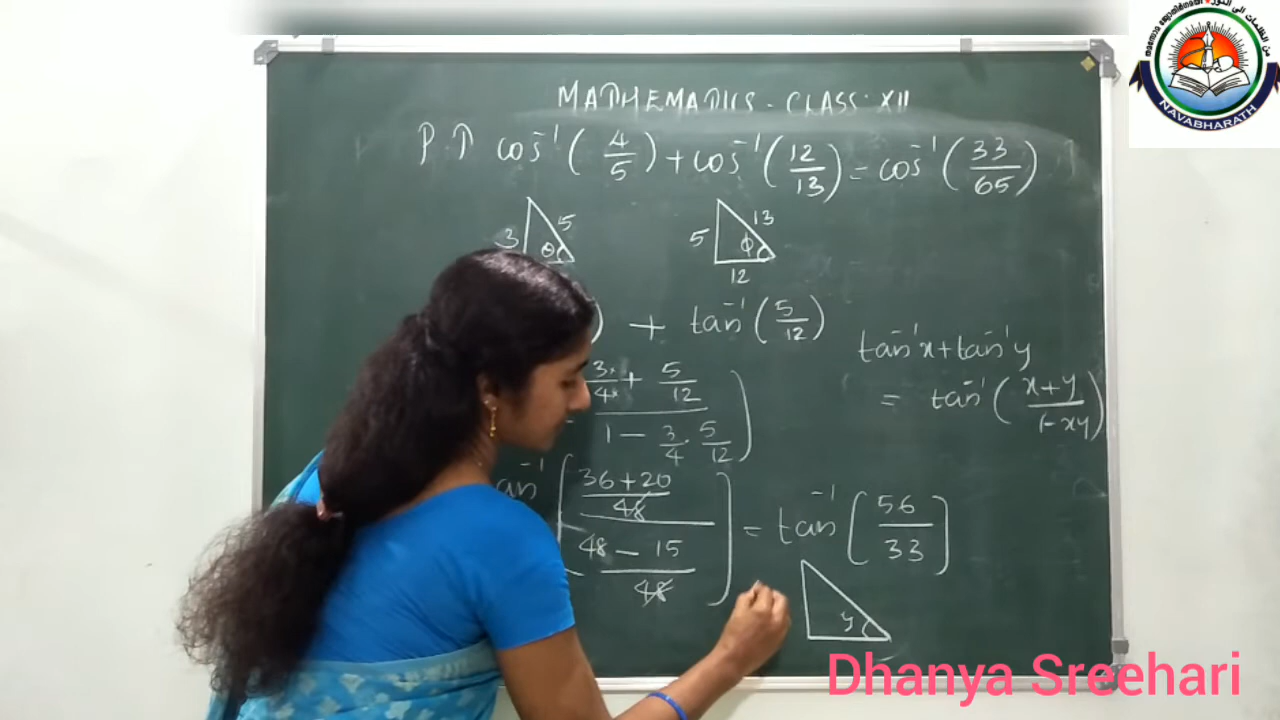 MATHEMATICS - CLASS: XII
P.T cos⁻¹(4/5) + cos⁻¹(12/13) = cos⁻¹(33/65)
3 5 θ
5 13 φ 12
) + tan⁻¹(5/12)
tan⁻¹x + tan⁻¹y
= tan⁻¹(x+y/1-xy)
3/4 + 5/12
1 - 3/4 . 5/12
an⁻¹[36+20/48 / 48-15/48] = tan⁻¹[56/33]
y
Dhanya Sreehari
NAVABHARATH